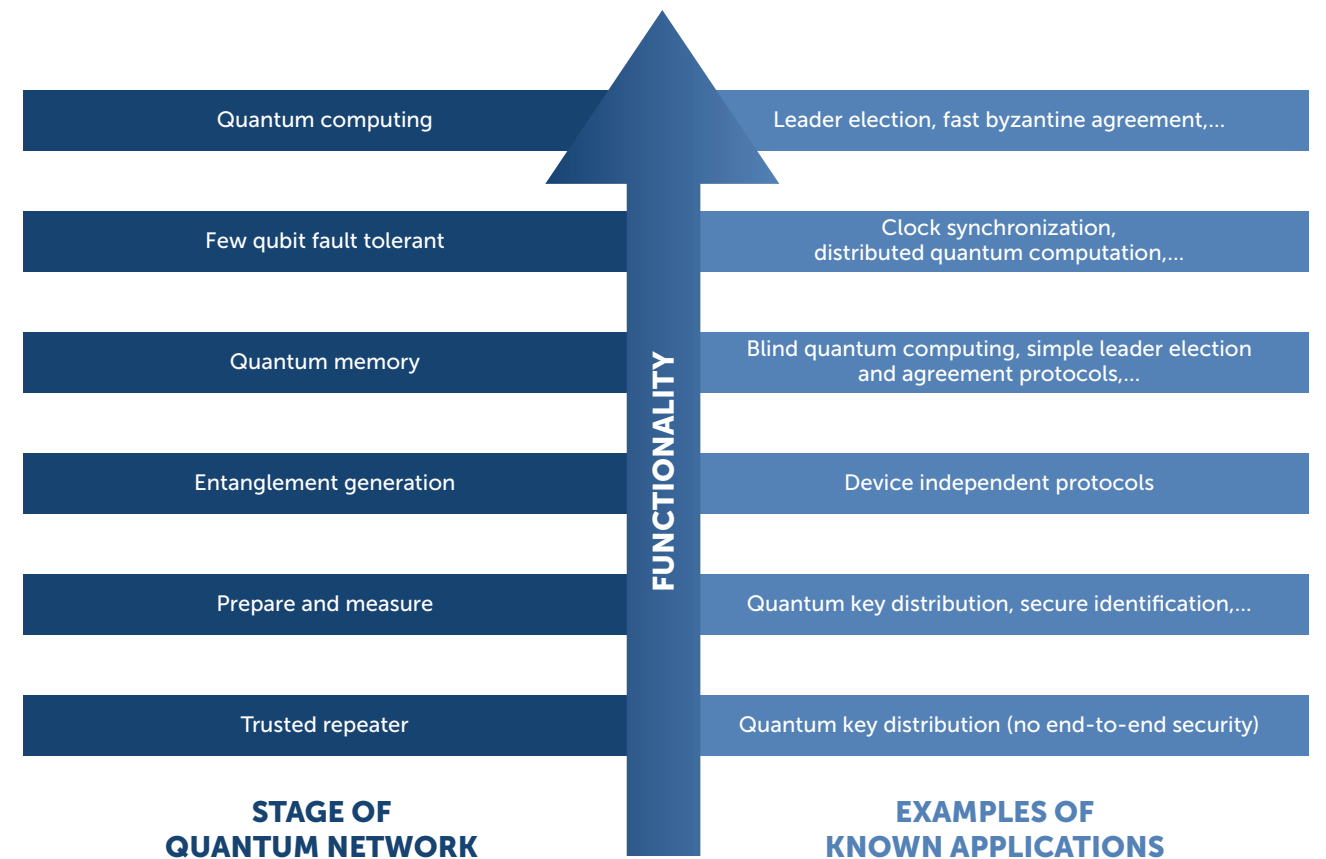 Quantum computing
Leader election, fast byzantine agreement,...
Few qubit fault tolerant
Clock synchronization,
distributed quantum computation,...
Quantum memory
Blind quantum computing, simple leader election
and agreement protocols,...
Entanglement generation
Device independent protocols
Prepare and measure
Quantum key distribution, secure identification,...
Trusted repeater
Quantum key distribution (no end-to-end security)
FUNCTIONALITY
STAGE OF
QUANTUM NETWORK
EXAMPLES OF
KNOWN APPLICATIONS